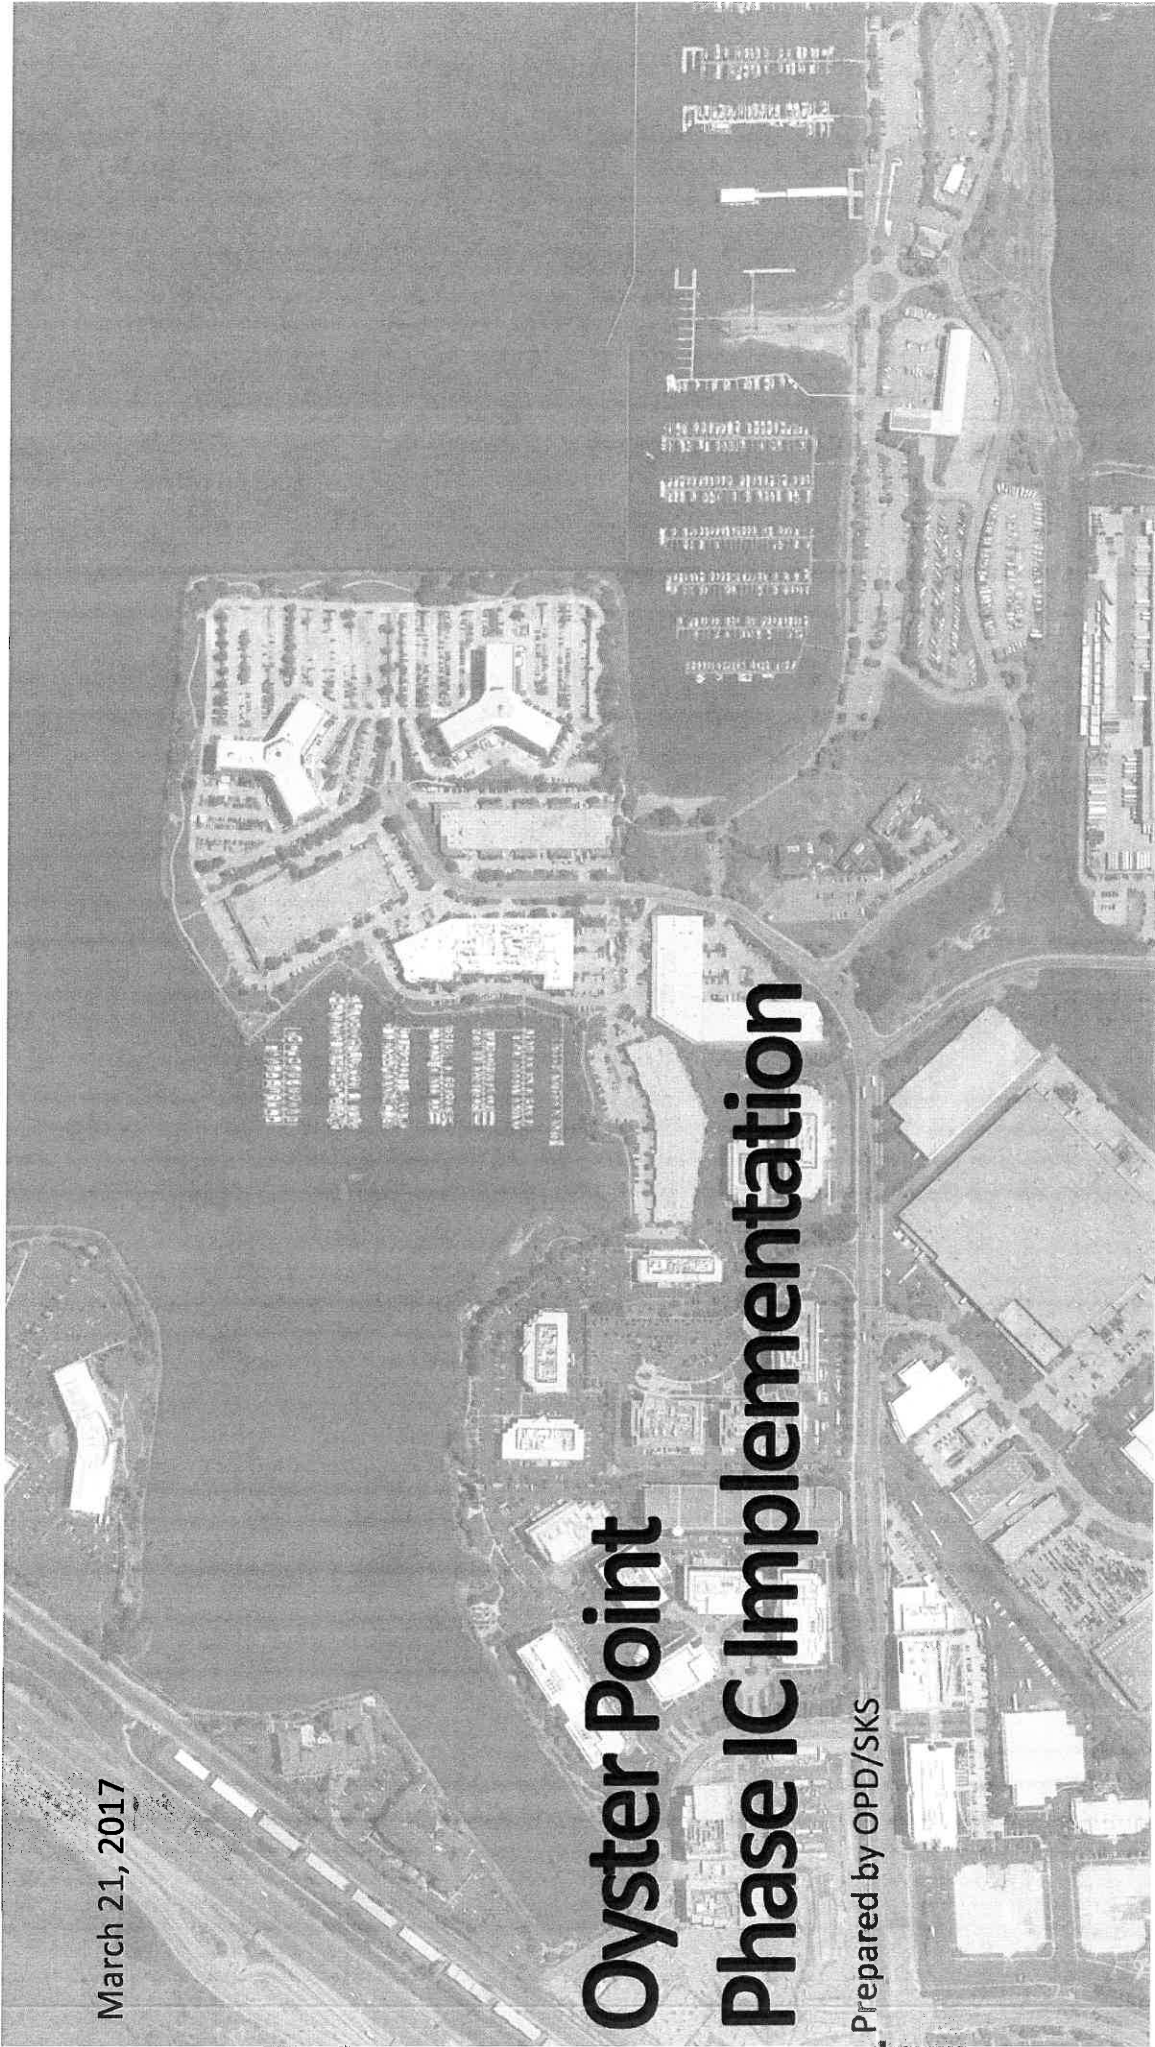 March 21, 2017
Oyster Point
Phase IC Implementation
Prepared by OPD/SKS